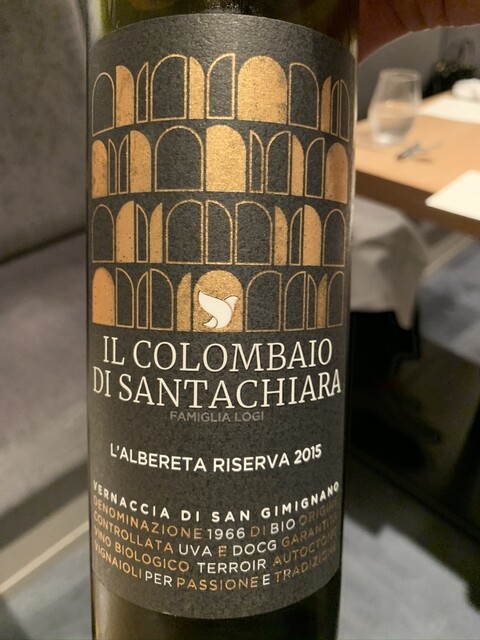 IL COLOMBAIO
DI SANTACHIARA
FAMIGLIA LOGI
L'ALBERETA RISERVA 2015
VERNACCIA DI SAN GIMIGNANO
DENOMINAZIONE 1966 DI BIO ORIGINE
CONTROLLATA UVA E DOCG GARANTITA
VINO BIOLOGICO TERROIR AUTOCTONO
VIGNAIOLI PER PASSIONE E TRADIZIONE